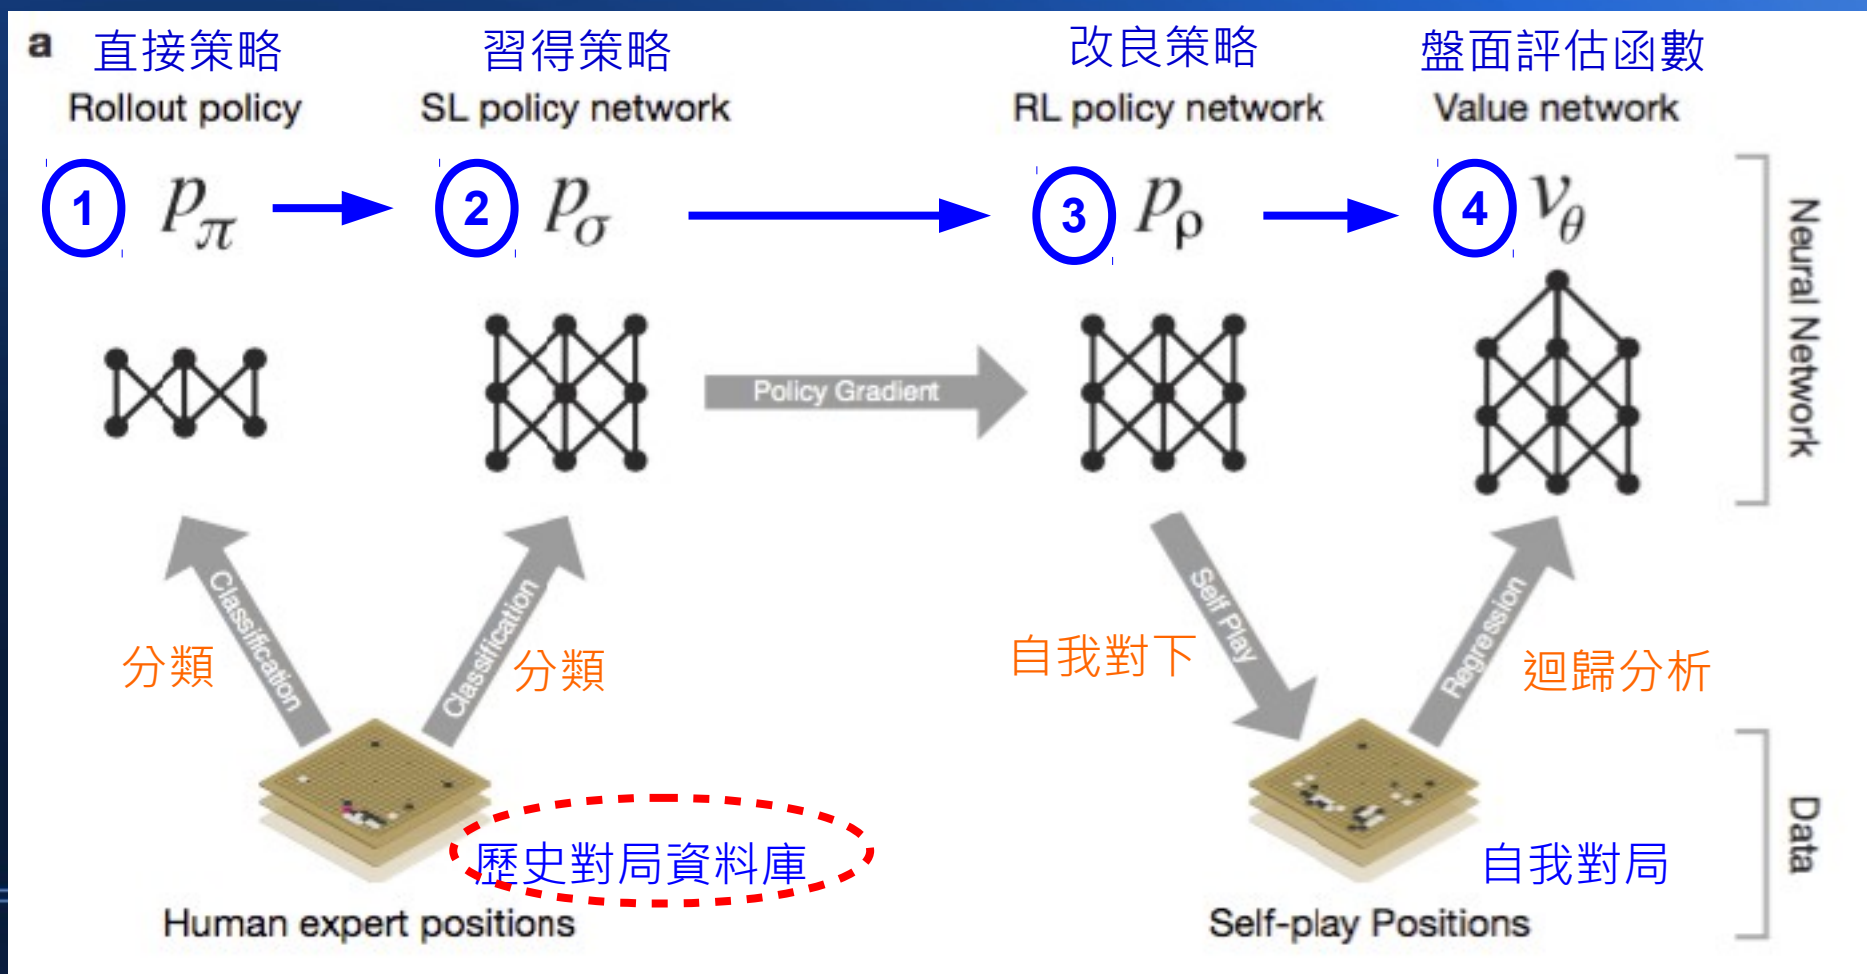 a
直接策略
習得策略
改良策略
盤面評估函數
Rollout policy
SL policy network
RL policy network
Value network
1
pπ
2
pσ
3
pρ
4
vθ
Neural Network
Policy Gradient
Classification
Classification
Self Play
Regression
分類
分類
自我對下
迴歸分析
歷史對局資料庫
自我對局
Data
Human expert positions
Self-play Positions